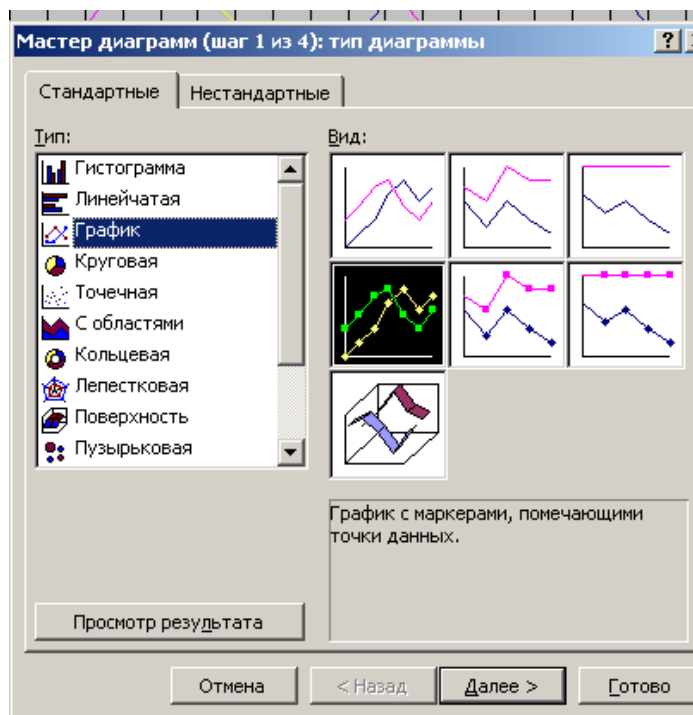 Мастер диаграмм (шаг 1 из 4): тип диаграммы
?
Стандартные
Нестандартные
Тип:
Гистограмма
Линейчатая
График
Круговая
Точечная
С областями
Кольцевая
Лепестковая
Поверхность
Пузырьковая
Вид:
График с маркерами, помечающими
точки данных.
Просмотр результата
Отмена
< Назад
Далее >
Готово